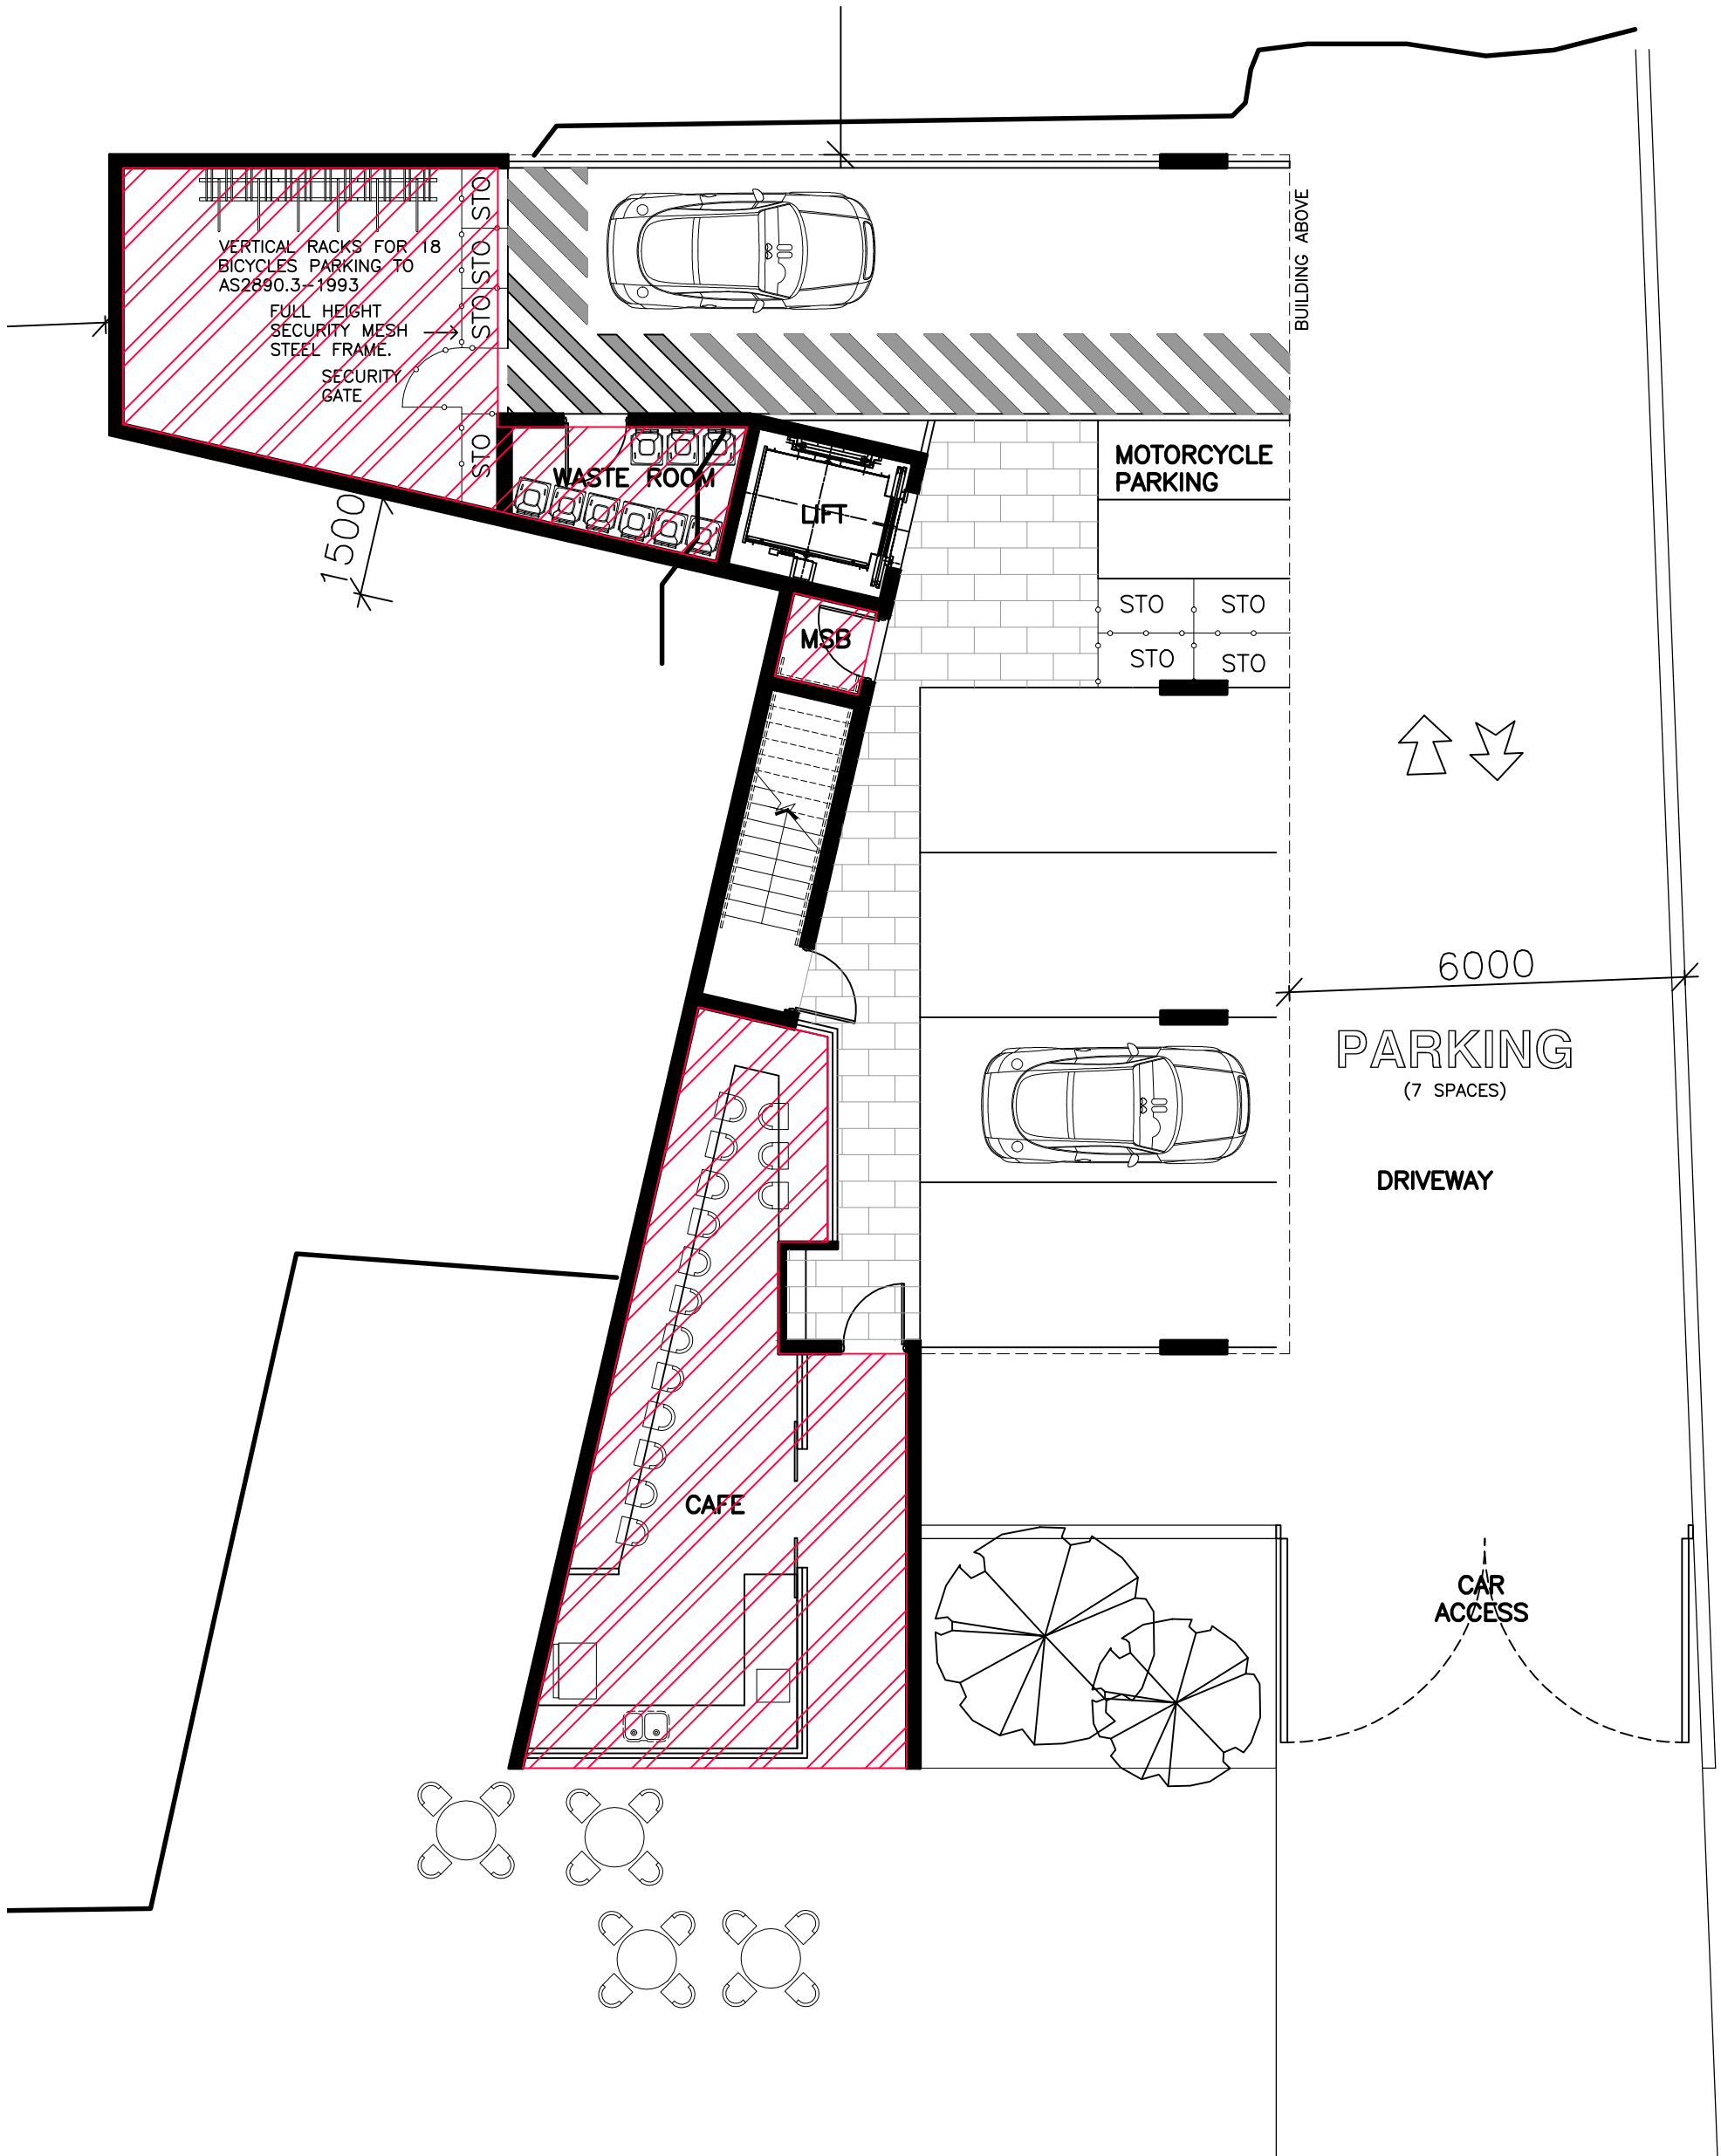 STO
STO
STO
STO
VERTICAL RACKS FOR 18
BICYCLES PARKING TO
AS2890.3-1993
FULL HEIGHT
SECURITY MESH
STEEL FRAME.
SECURITY
GATE
BUILDING ABOVE
WASTE ROOM
LIFT
MOTORCYCLE
PARKING
1500
STO
STO
STO
STO
MSB
6000
PARKING
(7 SPACES)
DRIVEWAY
CAFE
CAR
ACCESS